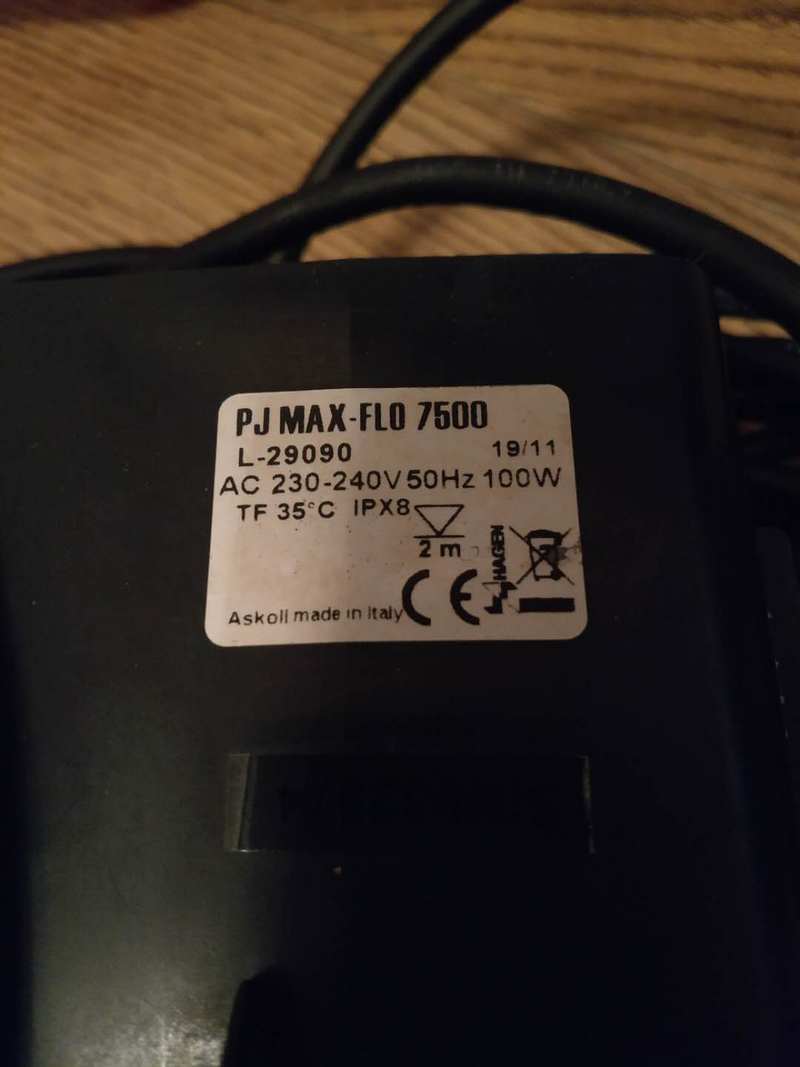 PJ MAX-FLO 7500
L-29090 19/11
AC 230-240V 50Hz 100W
TF 35°C IPX8
2 m
HAGEN
Askoll made in Italy CE